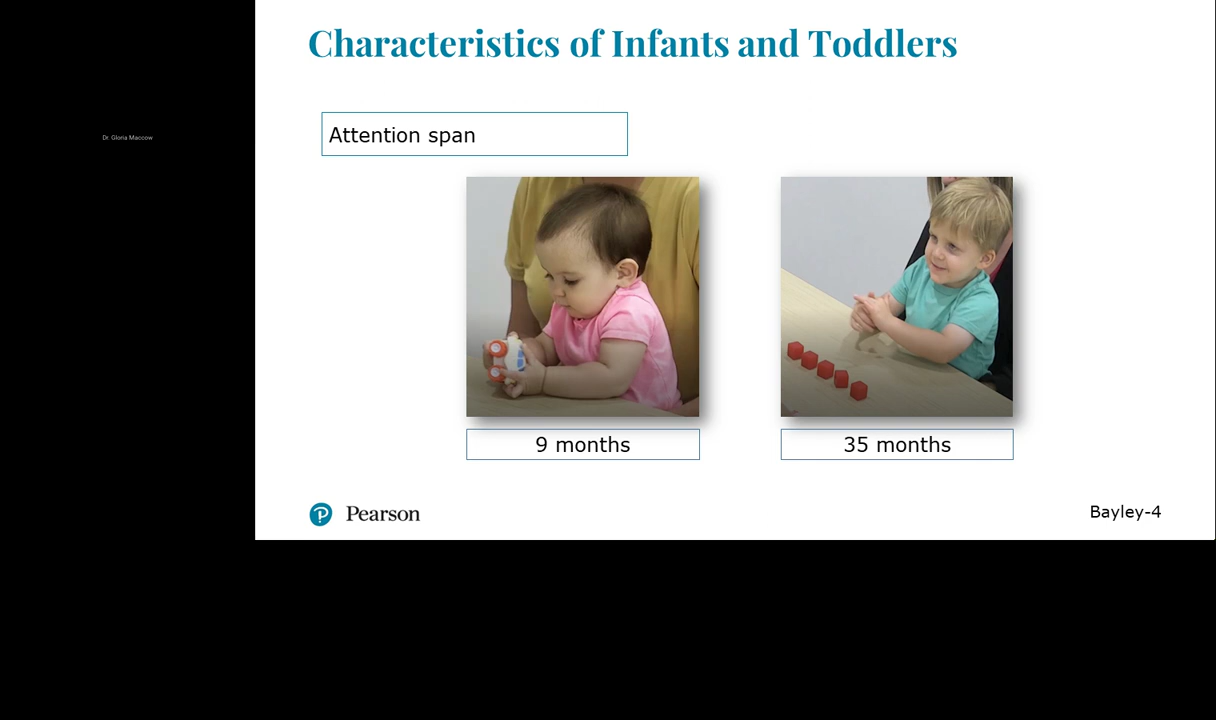 Characteristics of Infants and Toddlers
Dr. Gloria Maccow
Attention span
9 months
35 months
Pearson
Bayley-4